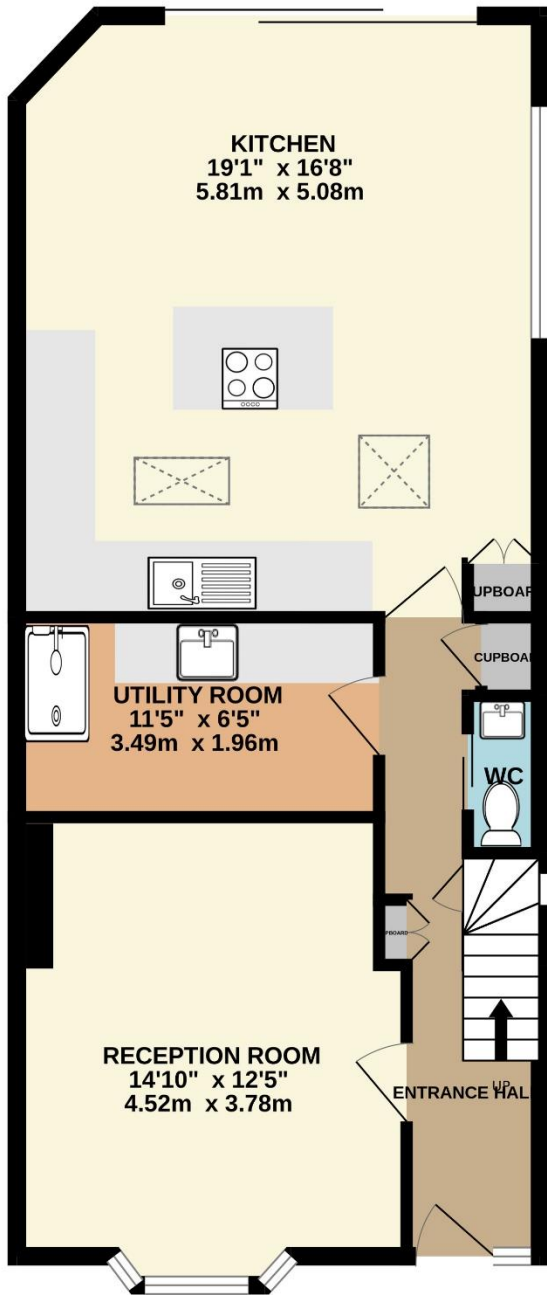 KITCHEN
19'1" x 16'8"
5.81m x 5.08m
UPBOAR
CUPBOAR
UTILITY ROOM
11'5" x 6'5"
3.49m x 1.96m
WC
PBOARD
RECEPTION ROOM
14'10" x 12'5"
4.52m x 3.78m
UP
ENTRANCE HAL